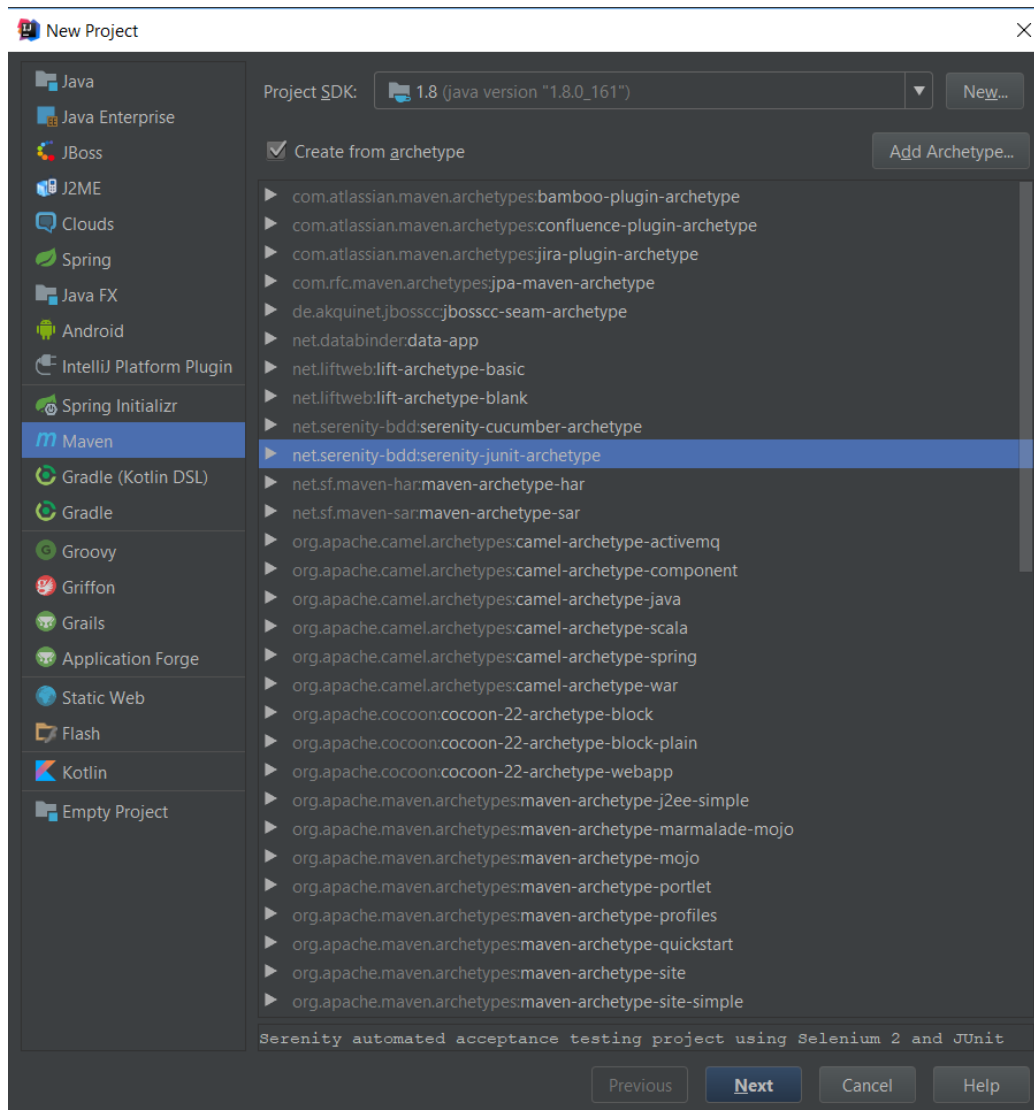 New Project
Java
Java Enterprise
JBoss
J2ME
Clouds
Spring
Java FX
Android
IntelliJ Platform Plugin
Spring Initializr
Maven
Gradle (Kotlin DSL)
Gradle
Groovy
Griffon
Grails
Application Forge
Static Web
Flash
Kotlin
Empty Project
Project SDK: 1.8 (java version "1.8.0_161") New...
Create from archetype Add Archetype...
com.atlassian.maven.archetypes:bamboo-plugin-archetype
com.atlassian.maven.archetypes:confluence-plugin-archetype
com.atlassian.maven.archetypes:jira-plugin-archetype
com.rfc.maven.archetypes:jpa-maven-archetype
de.akquinet.jbosscc:jbosscc-seam-archetype
net.databinder:data-app
net.liftweb:lift-archetype-basic
net.liftweb:lift-archetype-blank
net.serenity-bdd:serenity-cucumber-archetype
net.serenity-bdd:serenity-junit-archetype
net.sf.maven-har:maven-archetype-har
net.sf.maven-sar:maven-archetype-sar
org.apache.camel.archetypes:camel-archetype-activemq
org.apache.camel.archetypes:camel-archetype-component
org.apache.camel.archetypes:camel-archetype-java
org.apache.camel.archetypes:camel-archetype-scala
org.apache.camel.archetypes:camel-archetype-spring
org.apache.camel.archetypes:camel-archetype-war
org.apache.cocoon:cocoon-22-archetype-block
org.apache.cocoon:cocoon-22-archetype-block-plain
org.apache.cocoon:cocoon-22-archetype-webapp
org.apache.maven.archetypes:maven-archetype-j2ee-simple
org.apache.maven.archetypes:maven-archetype-marmalade-mojo
org.apache.maven.archetypes:maven-archetype-mojo
org.apache.maven.archetypes:maven-archetype-portlet
org.apache.maven.archetypes:maven-archetype-profiles
org.apache.maven.archetypes:maven-archetype-quickstart
org.apache.maven.archetypes:maven-archetype-site
org.apache.maven.archetypes:maven-archetype-site-simple
Serenity automated acceptance testing project using Selenium 2 and JUnit
Previous Next Cancel Help